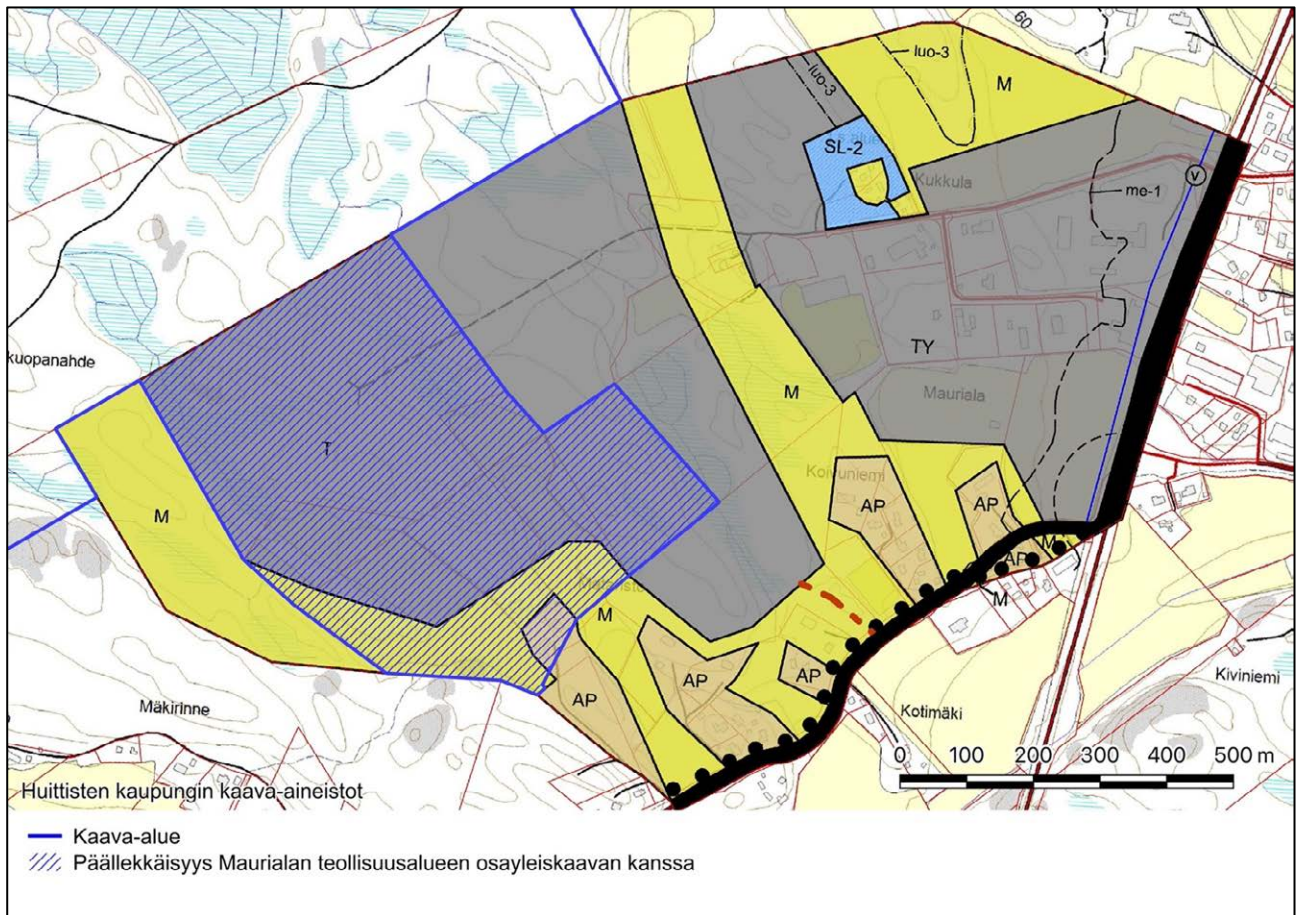 60
luo-3
luo-3
M
SL-2
Kukkula
me-1
v
kuopanahde
TY
Mauriala
M
T
Koivuniemi
AP
AP
M
M
AP
M
M
AP
AP
AP
Mäkirinne
Kotimäki
Kiviniemi
0 100 200 300 400 500 m
Huittisten kaupungin kaava-aineistot
Kaava-alue
Päällekkäisyys Maurialan teollisuusalueen osayleiskaavan kanssa